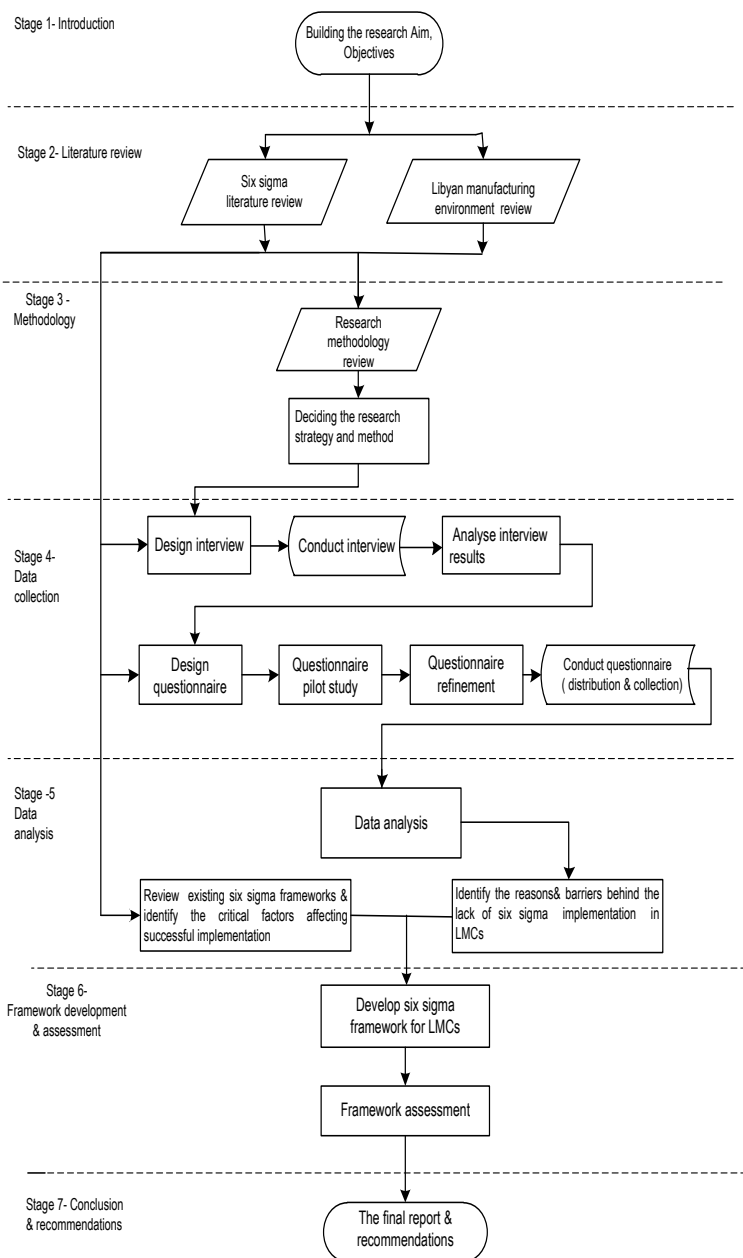 Stage 1- Introduction
Building the research Aim,
Objectives
Stage 2- Literature review
Six sigma
literature review
Libyan manufacturing
environment review
Stage 3 -
Methodology
Research
methodology
review
Deciding the research
strategy and method
Stage 4-
Data
collection
Design interview
Conduct interview
Analyse interview
results
Design
questionnaire
Questionnaire
pilot study
Questionnaire
refinement
Conduct questionnaire
( distribution & collection)
Stage -5
Data
analysis
Data analysis
Review existing six sigma frameworks &
identify the critical factors affecting
successful implementation
Identify the reasons& barriers behind the
lack of six sigma implementation in
LMCs
Stage 6-
Framework development
& assessment
Develop six sigma
framework for LMCs
Framework assessment
Stage 7- Conclusion
& recommendations
The final report &
recommendations